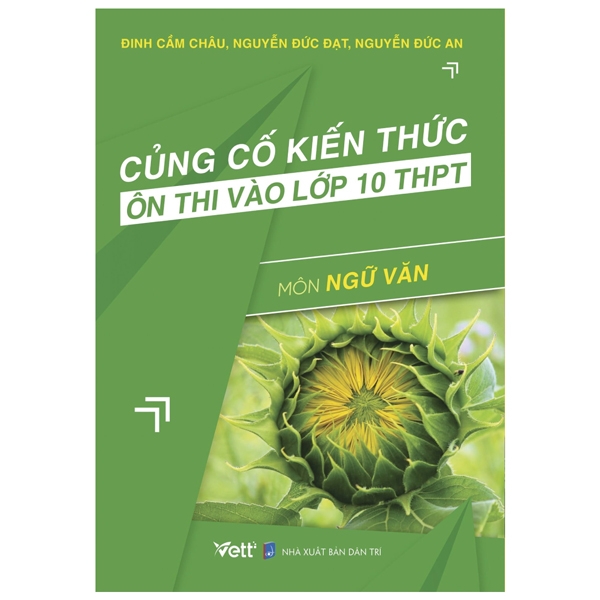 ĐINH CẨM CHÂU, NGUYỄN ĐỨC ĐẠT, NGUYỄN ĐỨC AN
CỦNG CỐ KIẾN THỨC
ÔN THI VÀO LỚP 10 THPT
MÔN NGỮ VĂN
Vett NHÀ XUẤT BẢN DÂN TRÍ